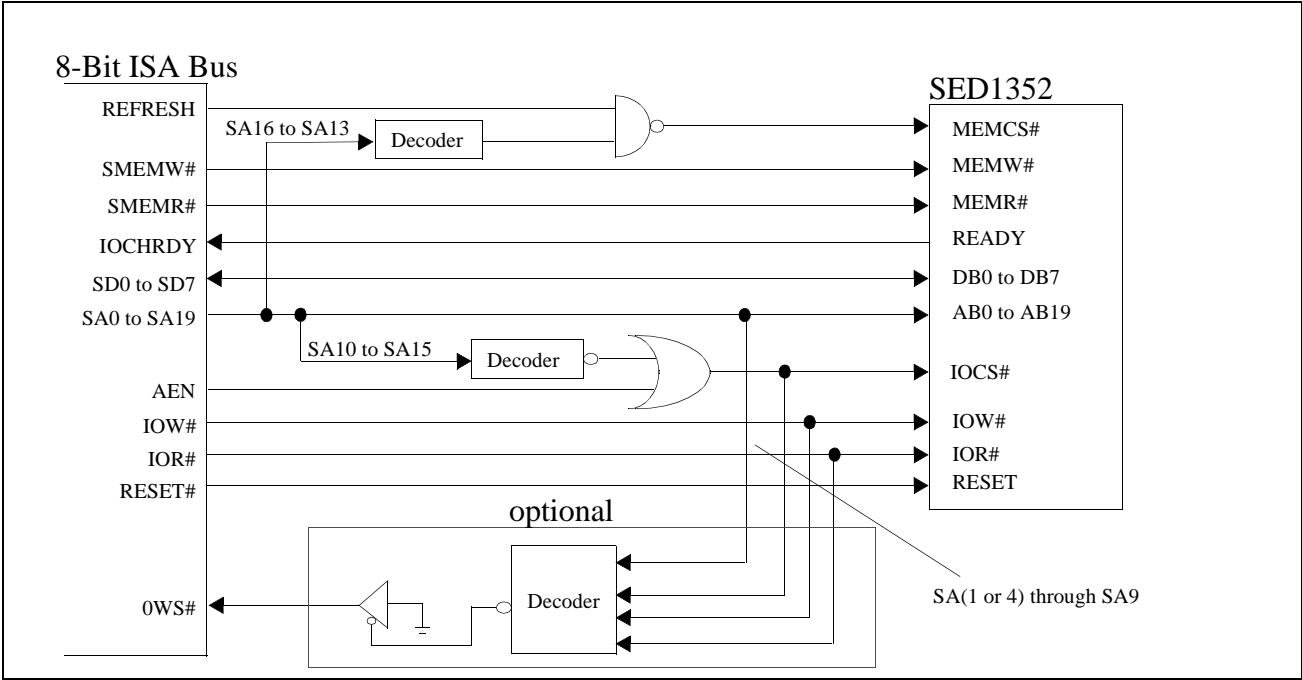 8-Bit ISA Bus
SED1352
REFRESH
SA16 to SA13
Decoder
MEMCS#
SMEMW#
MEMW#
SMEMR#
MEMR#
IOCHRDY
READY
SD0 to SD7
DB0 to DB7
SA0 to SA19
AB0 to AB19
SA10 to SA15
Decoder
IOCS#
AEN
IOW#
IOW#
IOR#
IOR#
RESET#
RESET
optional
0WS#
Decoder
SA(1 or 4) through SA9